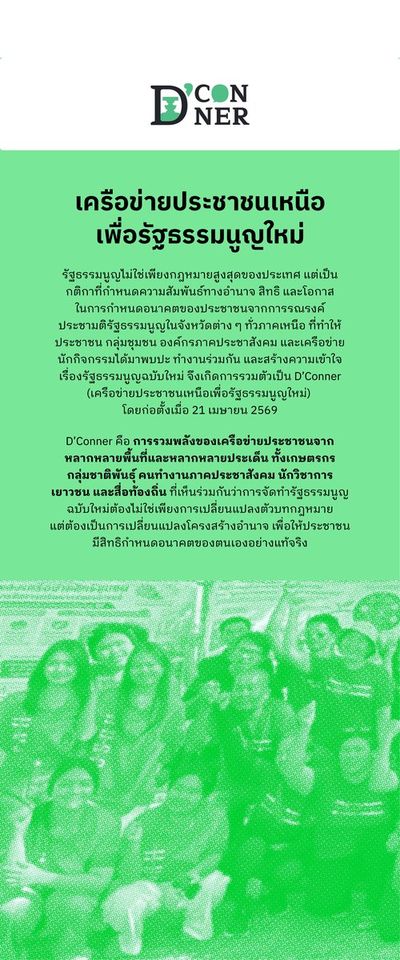 D'CON
NER
เครือข่ายประชาชนเหนือ
เพื่อรัฐธรรมนูญใหม่
รัฐธรรมนูญไม่ใช่เพียงกฎหมายสูงสุดของประเทศ แต่เป็น
กติกาที่กำหนดความสัมพันธ์ทางอำนาจ สิทธิ และโอกาส
ในการกำหนดอนาคตของประชาชนจากการรณรงค์
ประชามติรัฐธรรมนูญในจังหวัดต่าง ๆ ทั่วภาคเหนือ ที่ทำให้
ประชาชน กลุ่มชุมชน องค์กรภาคประชาสังคม และเครือข่าย
นักกิจกรรมได้มาพบปะ ทำงานร่วมกัน และสร้างความเข้าใจ
เรื่องรัฐธรรมนูญฉบับใหม่ จึงเกิดการรวมตัวเป็น D'Conner
(เครือข่ายประชาชนเหนือเพื่อรัฐธรรมนูญใหม่)
โดยก่อตั้งเมื่อ 21 เมษายน 2569
D'Conner คือ การรวมพลังของเครือข่ายประชาชนจาก
หลากหลายพื้นที่และหลากหลายประเด็น ทั้งเกษตรกร
กลุ่มชาติพันธุ์ คนทำงานภาคประชาสังคม นักวิชาการ
เยาวชน และสื่อท้องถิ่น ที่เห็นร่วมกันว่าการจัดทำรัฐธรรมนูญ
ฉบับใหม่ต้องไม่ใช่เพียงการเปลี่ยนแปลงตัวบทกฎหมาย
แต่ต้องเป็นการเปลี่ยนแปลงโครงสร้างอำนาจ เพื่อให้ประชาชน
มีสิทธิกำหนดอนาคตของตนเองอย่างแท้จริง